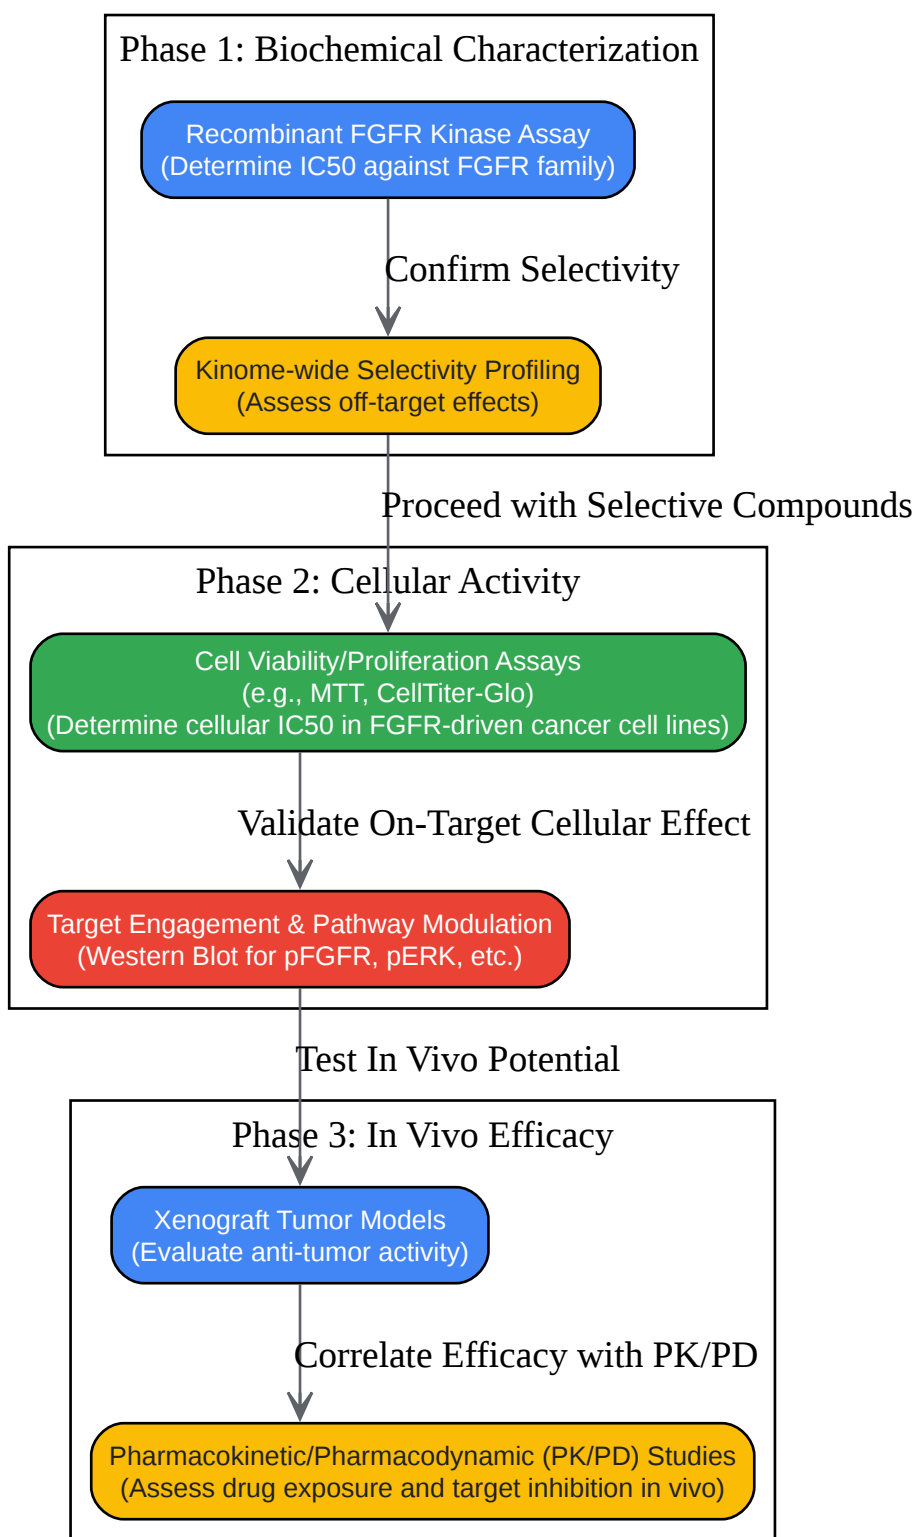 Phase 1: Biochemical Characterization
Recombinant FGFR Kinase Assay
(Determine IC50 against FGFR family)
Confirm Selectivity
Kinome-wide Selectivity Profiling
(Assess off-target effects)
Proceed with Selective Compounds
Phase 2: Cellular Activity
Cell Viability/Proliferation Assays
(e.g., MTT, CellTiter-Glo)
(Determine cellular IC50 in FGFR-driven cancer cell lines)
Validate On-Target Cellular Effect
Target Engagement & Pathway Modulation
(Western Blot for pFGFR, pERK, etc.)
Test In Vivo Potential
Phase 3: In Vivo Efficacy
Xenograft Tumor Models
(Evaluate anti-tumor activity)
Correlate Efficacy with PK/PD
Pharmacokinetic/Pharmacodynamic (PK/PD) Studies
(Assess drug exposure and target inhibition in vivo)